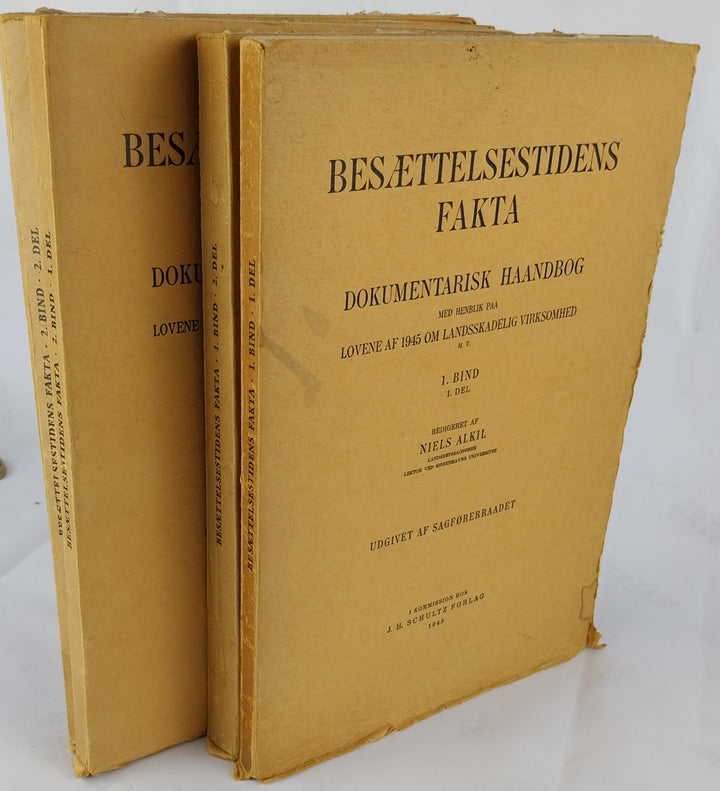 BESÆTTELSESTIDENS
FAKTA
DOKUMENTARISK HAANDBOG
MED HENBLIK PAA
LOVENE AF 1945 OM LANDSSKADELIG VIRKSOMHED
M. V.
1. BIND
1. DEL
REDIGERET AF
NIELS ALKIL
LANDSRETSSAGFØRER
LEKTOR VED KØBENHAVNS UNIVERSITET
UDGIVET AF SAGFØRERRAADET
I KOMMISSION HOS
J. H. SCHULTZ FORLAG
1945
BESÆTTELSESTIDENS FAKTA · 1. BIND · 1. DEL
BESÆTTELSESTIDENS FAKTA · 1. BIND · 2. DEL
BESÆ
DOKU
LOVENE
BESÆTTELSESTIDENS FAKTA · 2. BIND · 1. DEL
BESÆTTELSESTIDENS FAKTA · 2. BIND · 2. DEL